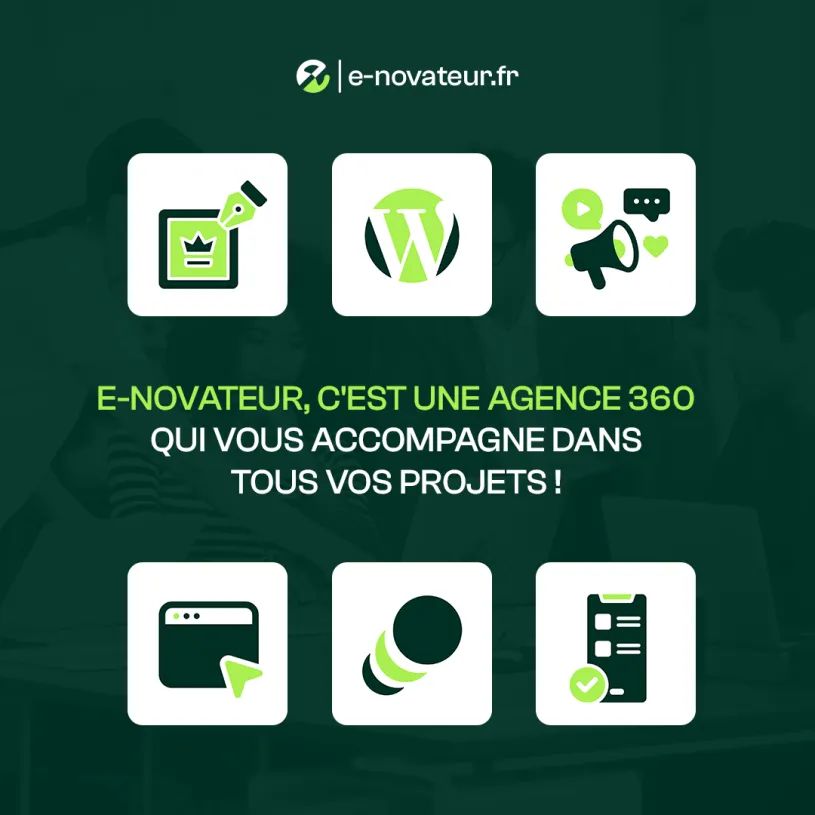 e-novateur.fr
E-NOVATEUR, C'EST UNE AGENCE 360
QUI VOUS ACCOMPAGNE DANS
TOUS VOS PROJETS !